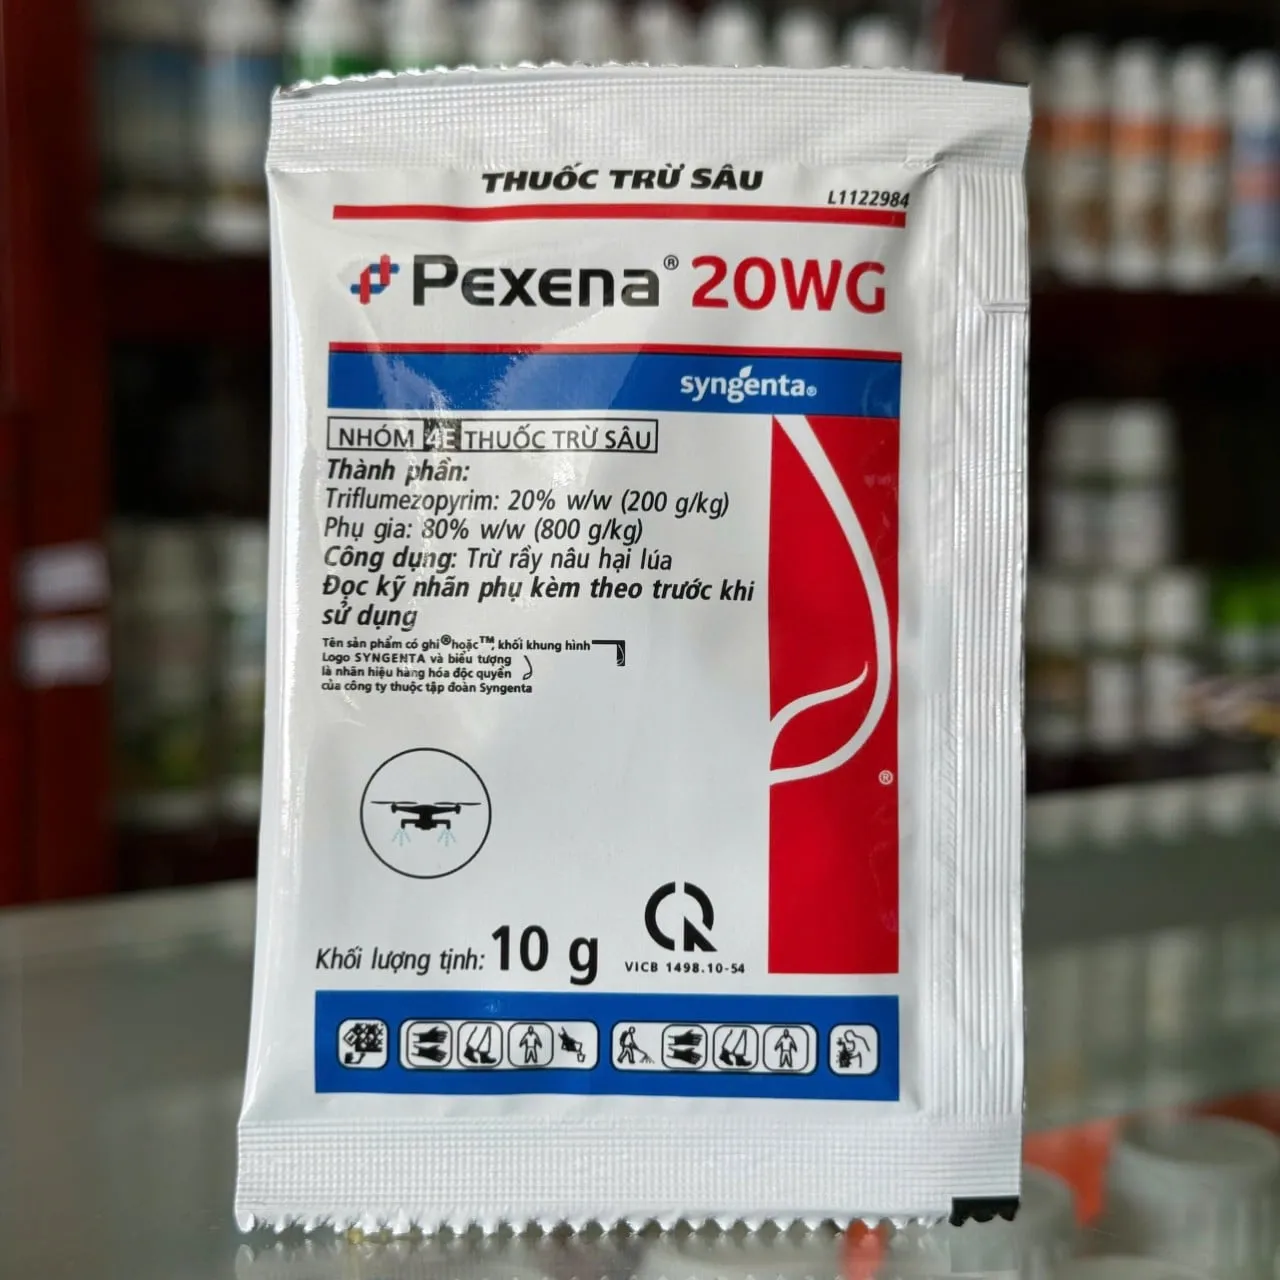 THUỐC TRỪ SÂU
L1122984
Pexena® 20WG
syngenta®
NHÓM 4E THUỐC TRỪ SÂU
Thành phần:
Triflumezopyrim: 20% w/w (200 g/kg)
Phụ gia: 80% w/w (800 g/kg)
Công dụng: Trừ rầy nâu hại lúa
Đọc kỹ nhãn phụ kèm theo trước khi
sử dụng
Tên sản phẩm có ghi ® hoặc ™, khối khung hình
Logo SYNGENTA và biểu tượng
là nhãn hiệu hàng hóa độc quyền
của công ty thuộc tập đoàn Syngenta
®
Khối lượng tịnh: 10 g
VICB 1498.10-54